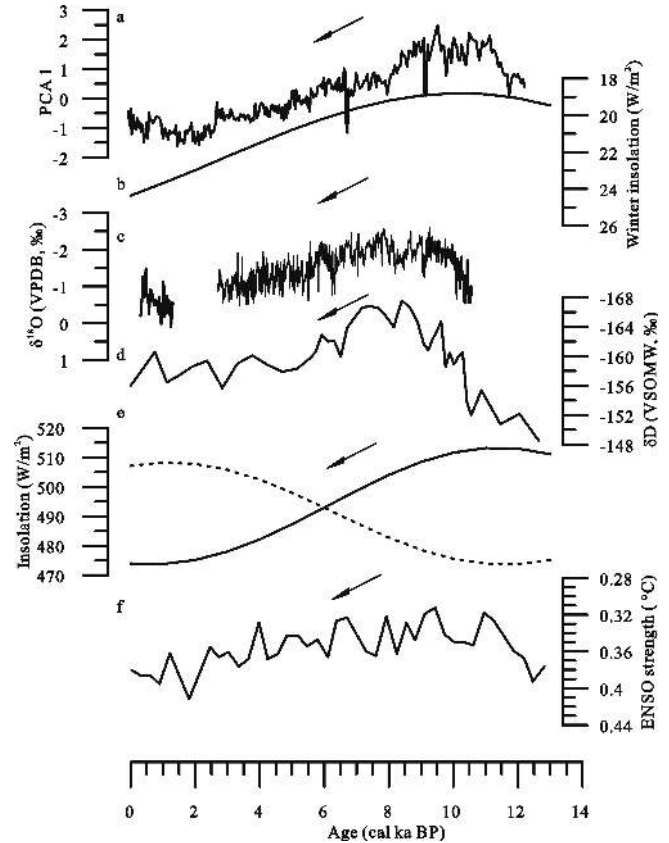 a
3
2
1
0
-1
-2
PCA 1
18
20
22
24
26
Winter insolation (W/m²)
b
-3
-2
-1
0
1
δ¹⁸O (VPDB, ‰)
c
-168
-164
-160
-156
-152
-148
δD (VSOMW, ‰)
d
e
520
510
500
490
480
470
Insolation (W/m²)
f
0.28
0.32
0.36
0.4
0.44
ENSO strength ( °C)
0 2 4 6 8 10 12 14
Age (cal ka BP)